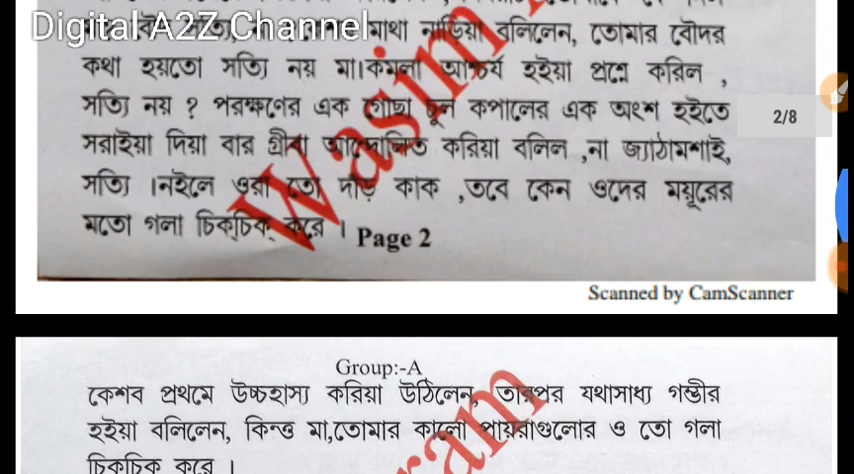 Digital A2Z Channel
মাথা নাড়িয়া বলিলেন, তোমার বৌদর
কথা হয়তো সত্যি নয় মা।কমলা আশ্চর্য হইয়া প্রশ্নে করিল ,
সত্যি নয় ? পরক্ষণের এক গোছা চুল কপালের এক অংশ হইতে
সরাইয়া দিয়া বার গ্রীবা আন্দোলিত করিয়া বলিল ,না জ্যাঠামশাই,
সত্যি ।নইলে ওরা তো দাঁড় কাক ,তবে কেন ওদের ময়ূরের
মতো গলা চিক্চিক্ করে ।
Page 2
2/8
Wasim
Scanned by CamScanner
Group:-A
কেশব প্রথমে উচ্চহাস্য করিয়া উঠিলেন, তারপর যথাসাধ্য গম্ভীর
হইয়া বলিলেন, কিন্তু মা,তোমার কালো পায়রাগুলোর ও তো গলা
চিকচিক করে ।
ram